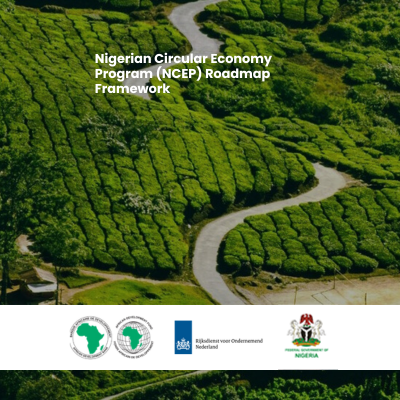 Nigerian Circular Economy
Program (NCEP) Roadmap
Framework
Rijksdienst voor Ondernemend
Nederland
FEDERAL GOVERNMENT OF
NIGERIA